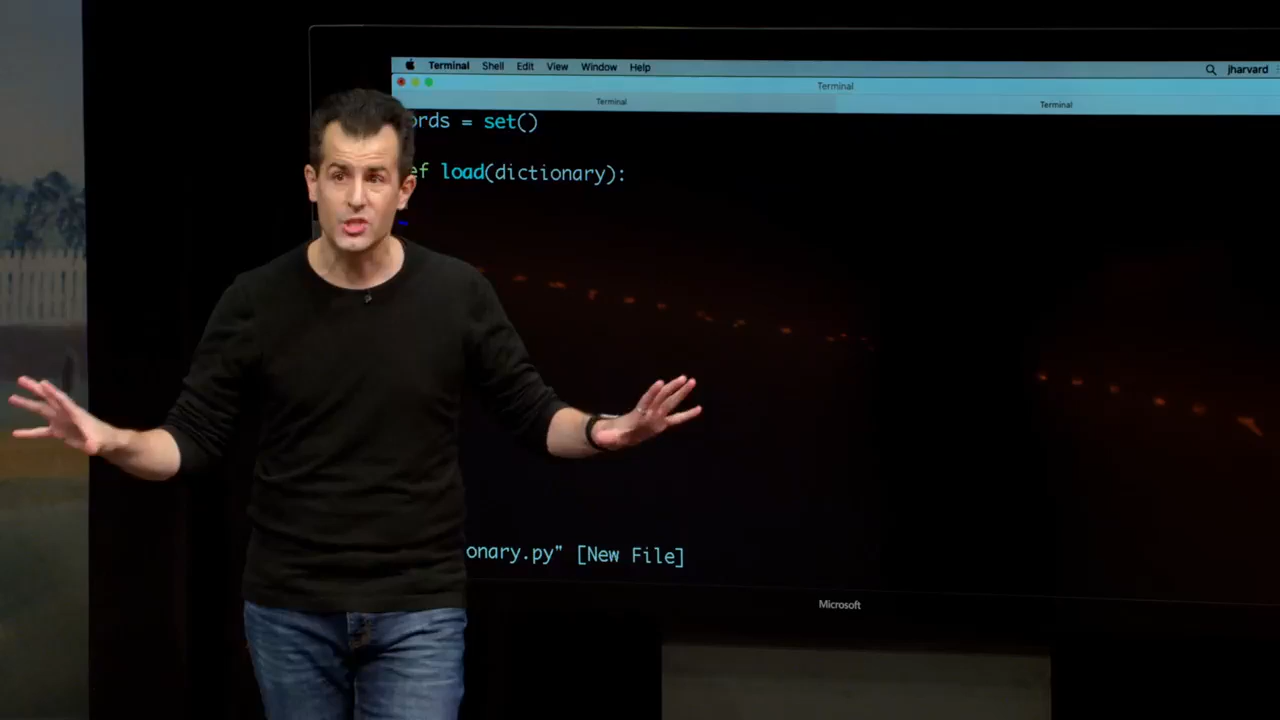 Terminal Shell Edit View Window Help jharvard
Terminal
Terminal Terminal
ords = set()
ef load(dictionary):
onary.py" [New File]
Microsoft